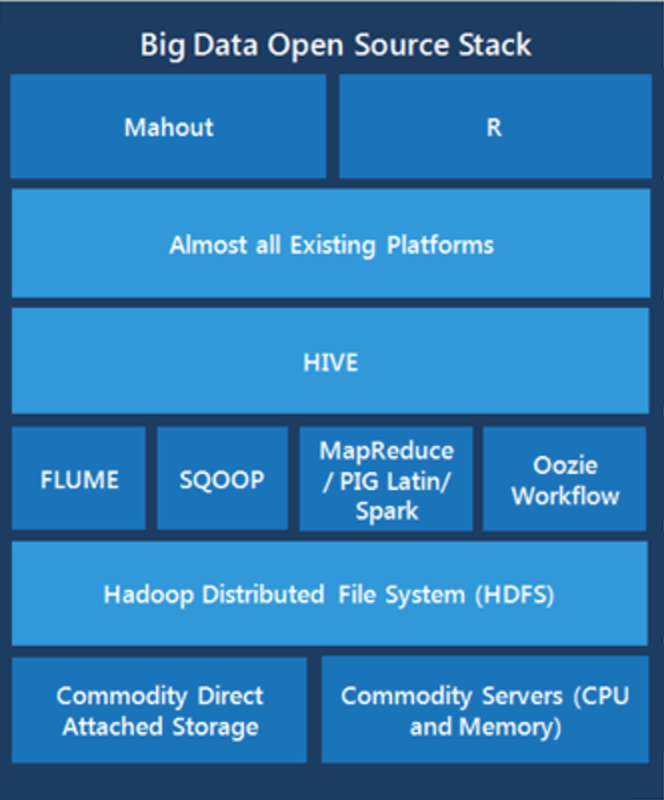 Big Data Open Source Stack
Mahout
R
Almost all Existing Platforms
HIVE
FLUME
SQOOP
MapReduce
/ PIG Latin/
Spark
Oozie
Workflow
Hadoop Distributed File System (HDFS)
Commodity Direct
Attached Storage
Commodity Servers (CPU
and Memory)